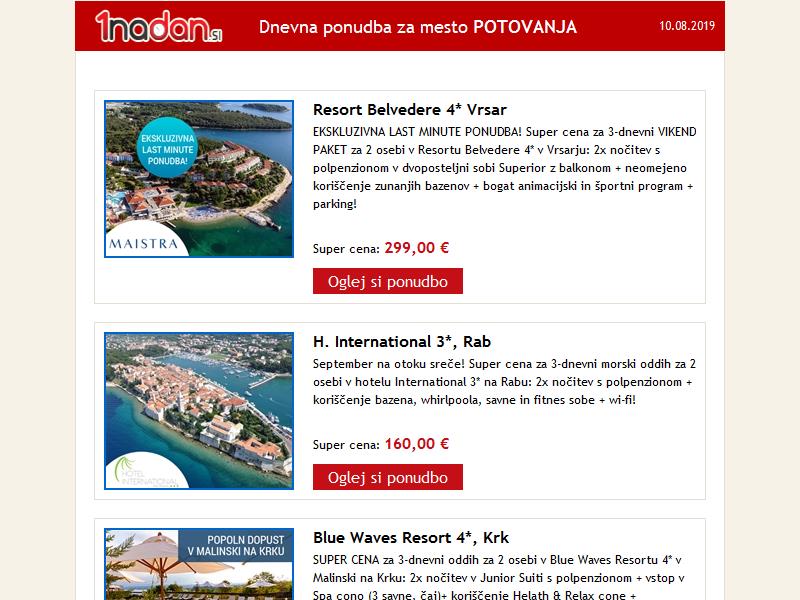 1nadan.si
Dnevna ponudba za mesto POTOVANJA
10.08.2019
EKSKLUZIVNA
LAST MINUTE
PONUDBA!
MAISTRA
Resort Belvedere 4* Vrsar
EKSKLUZIVNA LAST MINUTE PONUDBA! Super cena za 3-dnevni VIKEND
PAKET za 2 osebi v Resortu Belvedere 4* v Vrsarju: 2x nočitev s
polpenzionom v dvoposteljni sobi Superior z balkonom + neomejeno
koriščenje zunanjih bazenov + bogat animacijski in športni program +
parking!
Super cena: 299,00 €
Oglej si ponudbo
HOTEL
INTERNATIONAL
H. International 3*, Rab
September na otoku sreče! Super cena za 3-dnevni morski oddih za 2
osebi v hotelu International 3* na Rabu: 2x nočitev s polpenzionom +
koriščenje bazena, whirlpoola, savne in fitnes sobe + wi-fi!
Super cena: 160,00 €
Oglej si ponudbo
POPOLN DOPUST
V MALINSKI NA KRKU
Blue Waves Resort 4*, Krk
SUPER CENA za 3-dnevni oddih za 2 osebi v Blue Waves Resortu 4* v
Malinski na Krku: 2x nočitev v Junior Suiti s polpenzionom + vstop v
Spa cono (3 savne, čaj)+ koriščenje Helath & Relax cone +